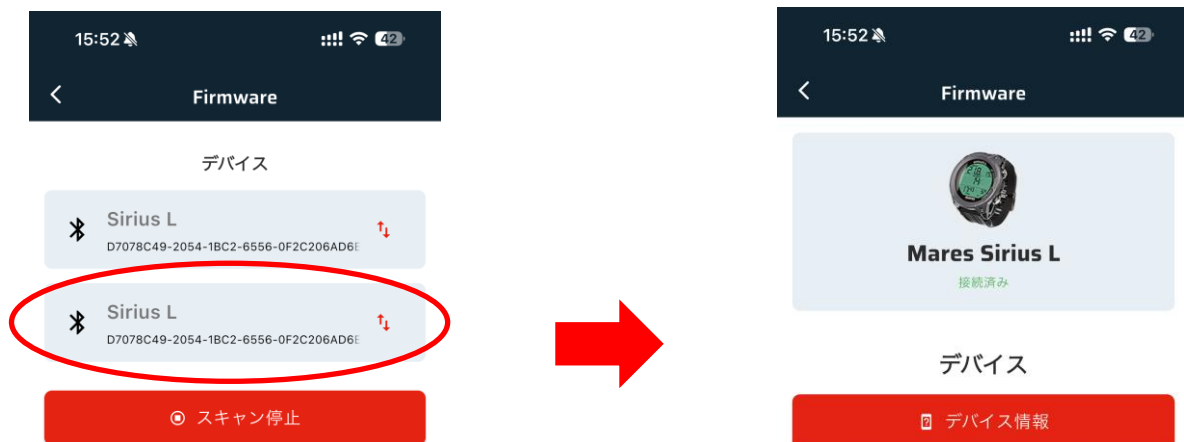 15:52
42
Firmware
デバイス
Sirius L
D7078C49-2054-1BC2-6556-0F2C206AD6E
Sirius L
D7078C49-2054-1BC2-6556-0F2C206AD6E
スキャン停止
15:52
42
Firmware
Mares Sirius L
接続済み
デバイス
デバイス情報